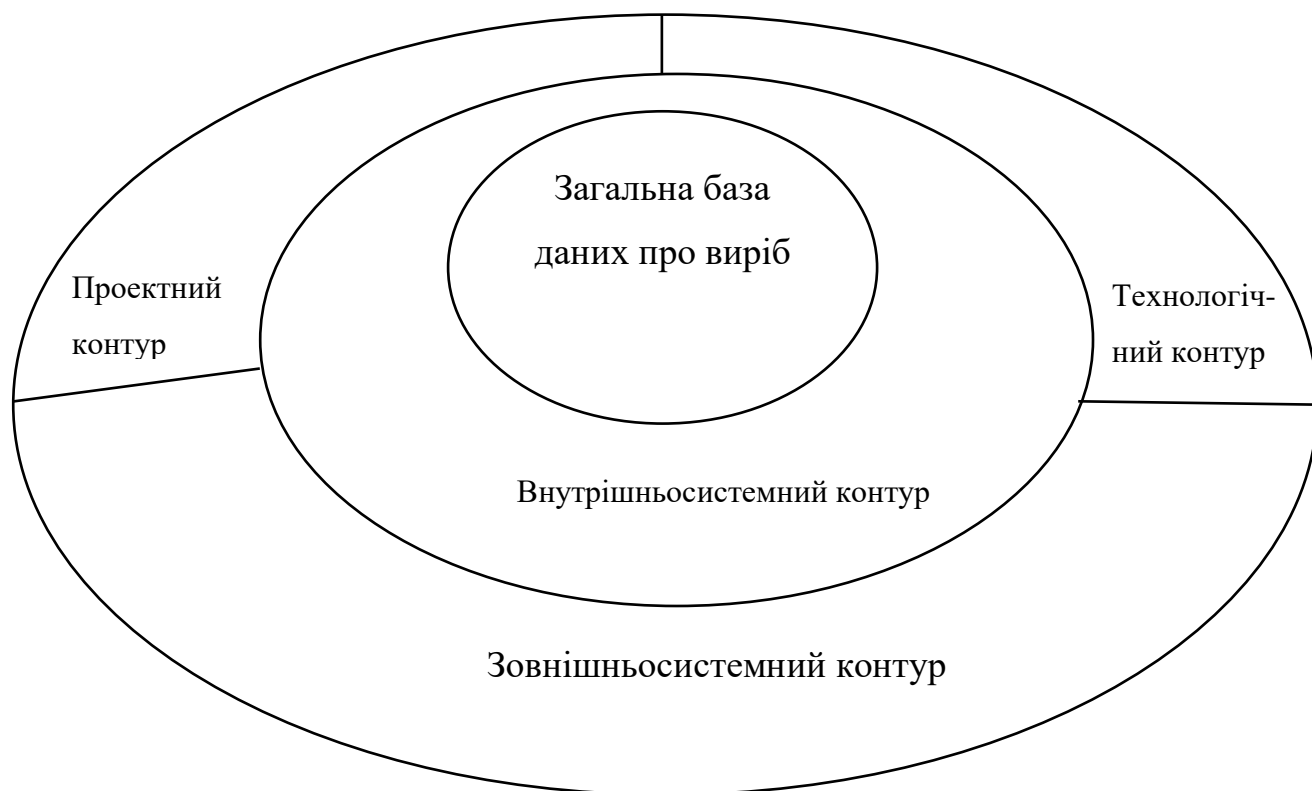 Загальна база
даних про виріб
Проектний
контур
Технологіч-
ний контур
Внутрішньосистемний контур
Зовнішньосистемний контур